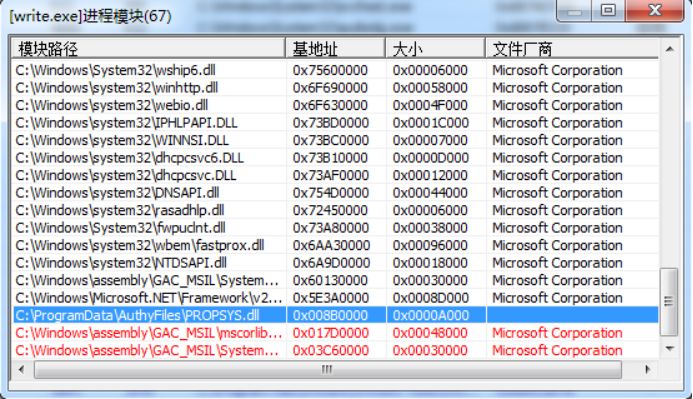 [write.exe]进程模块(67)
模块路径 基地址 大小 文件厂商
C:\Windows\System32\wship6.dll 0x75600000 0x00006000 Microsoft Corporation
C:\Windows\system32\winhttp.dll 0x6F690000 0x00058000 Microsoft Corporation
C:\Windows\system32\webio.dll 0x6F630000 0x0004F000 Microsoft Corporation
C:\Windows\system32\IPHLPAPI.DLL 0x73BD0000 0x0001C000 Microsoft Corporation
C:\Windows\system32\WINNSI.DLL 0x73BC0000 0x00007000 Microsoft Corporation
C:\Windows\system32\dhcpcsvc6.DLL 0x73B10000 0x0000D000 Microsoft Corporation
C:\Windows\system32\dhcpcsvc.DLL 0x73AF0000 0x00012000 Microsoft Corporation
C:\Windows\system32\DNSAPI.dll 0x754D0000 0x00044000 Microsoft Corporation
C:\Windows\system32\rasadhlp.dll 0x72450000 0x00006000 Microsoft Corporation
C:\Windows\System32\fwpuclnt.dll 0x73A80000 0x00038000 Microsoft Corporation
C:\Windows\system32\wbem\fastprox.dll 0x6AA30000 0x00096000 Microsoft Corporation
C:\Windows\system32\NTDSAPI.dll 0x6A9D0000 0x00018000 Microsoft Corporation
C:\Windows\assembly\GAC_MSIL\System... 0x60130000 0x00030000 Microsoft Corporation
C:\Windows\Microsoft.NET\Framework\v2... 0x5E3A0000 0x0008D000 Microsoft Corporation
C:\ProgramData\AuthyFiles\PROPSYS.dll 0x008B0000 0x0000A000
C:\Windows\assembly\GAC_MSIL\mscorlib... 0x017D0000 0x00048000 Microsoft Corporation
C:\Windows\assembly\GAC_MSIL\System... 0x03C60000 0x00030000 Microsoft Corporation